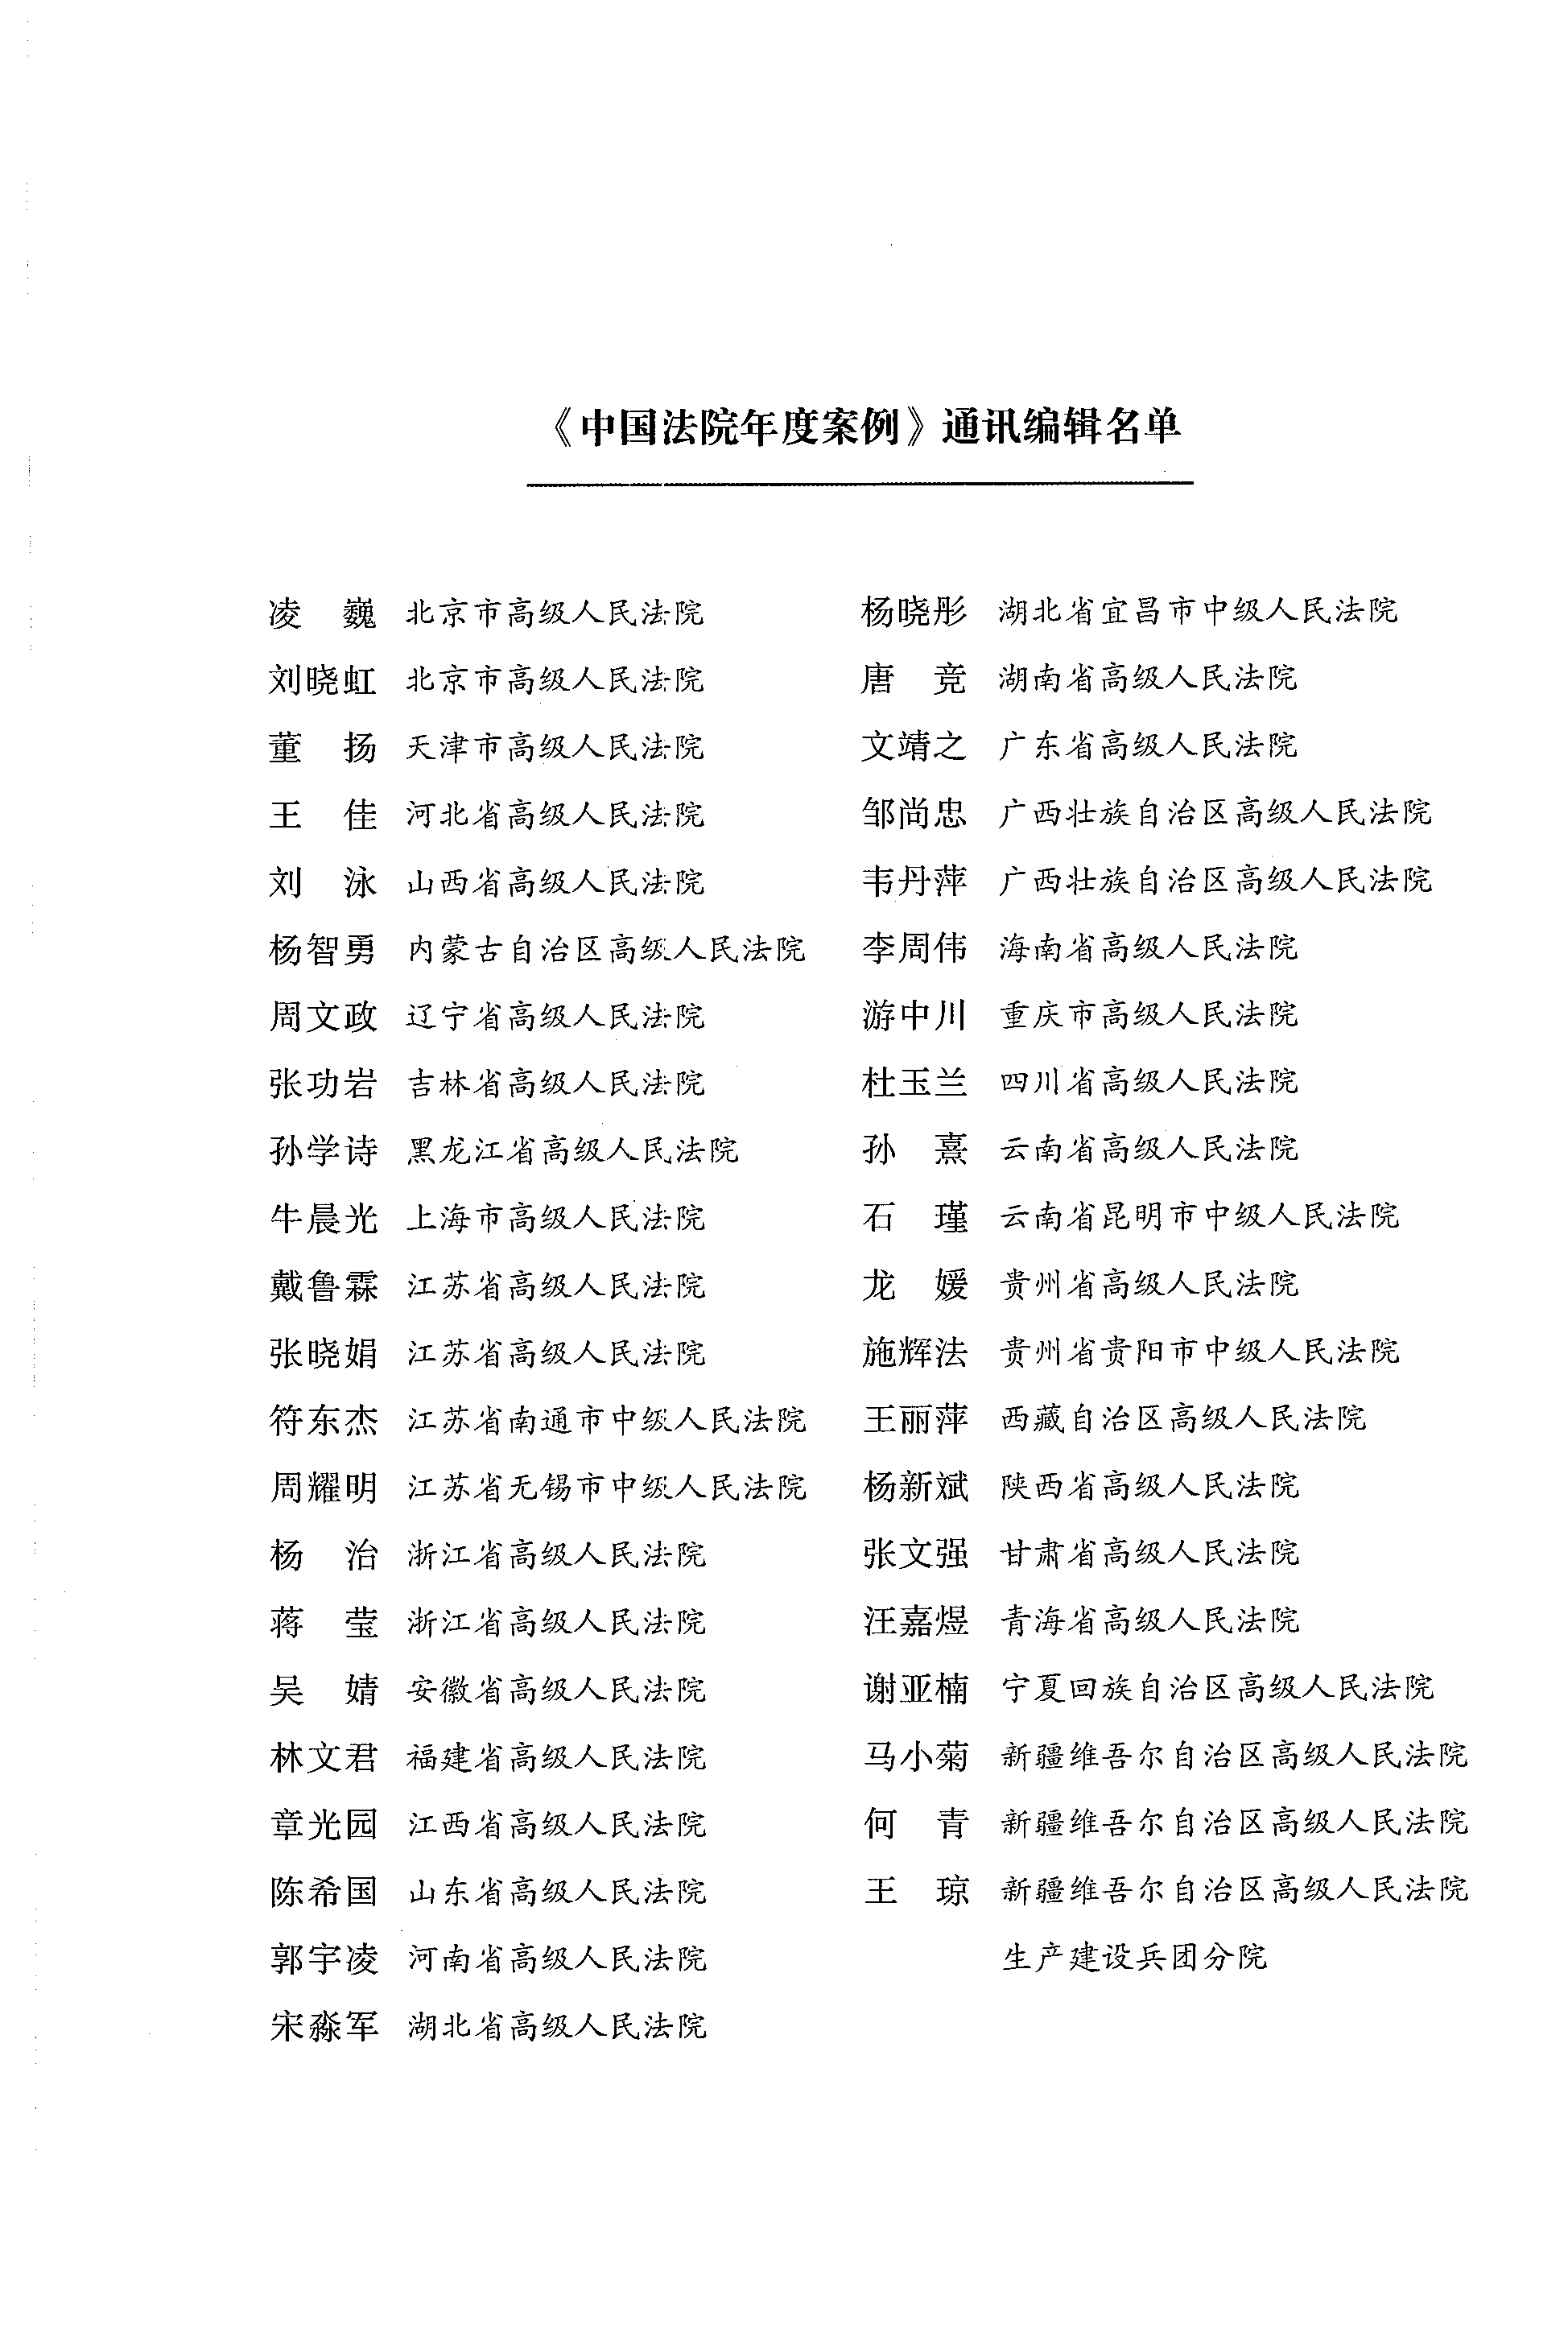 《中国法院年度案例》通讯编辑名单
凌　巍　北京市高级人民法院
刘晓虹　北京市高级人民法院
董　扬　天津市高级人民法院
王　佳　河北省高级人民法院
刘　泳　山西省高级人民法院
杨智勇　内蒙古自治区高级人民法院
周文政　辽宁省高级人民法院
张功岩　吉林省高级人民法院
孙学诗　黑龙江省高级人民法院
牛晨光　上海市高级人民法院
戴鲁霖　江苏省高级人民法院
张晓娟　江苏省高级人民法院
符东杰　江苏省南通市中级人民法院
周耀明　江苏省无锡市中级人民法院
杨　治　浙江省高级人民法院
蒋　莹　浙江省高级人民法院
吴　婧　安徽省高级人民法院
林文君　福建省高级人民法院
章光园　江西省高级人民法院
陈希国　山东省高级人民法院
郭宇凌　河南省高级人民法院
宋淼军　湖北省高级人民法院
杨晓彤　湖北省宜昌市中级人民法院
唐　竞　湖南省高级人民法院
文靖之　广东省高级人民法院
邹尚忠　广西壮族自治区高级人民法院
韦丹萍　广西壮族自治区高级人民法院
李周伟　海南省高级人民法院
游中川　重庆市高级人民法院
杜玉兰　四川省高级人民法院
孙　熹　云南省高级人民法院
石　瑾　云南省昆明市中级人民法院
龙　媛　贵州省高级人民法院
施辉法　贵州省贵阳市中级人民法院
王丽萍　西藏自治区高级人民法院
杨新斌　陕西省高级人民法院
张文强　甘肃省高级人民法院
汪嘉煜　青海省高级人民法院
谢亚楠　宁夏回族自治区高级人民法院
马小菊　新疆维吾尔自治区高级人民法院
何　青　新疆维吾尔自治区高级人民法院
王　琼　新疆维吾尔自治区高级人民法院
生产建设兵团分院